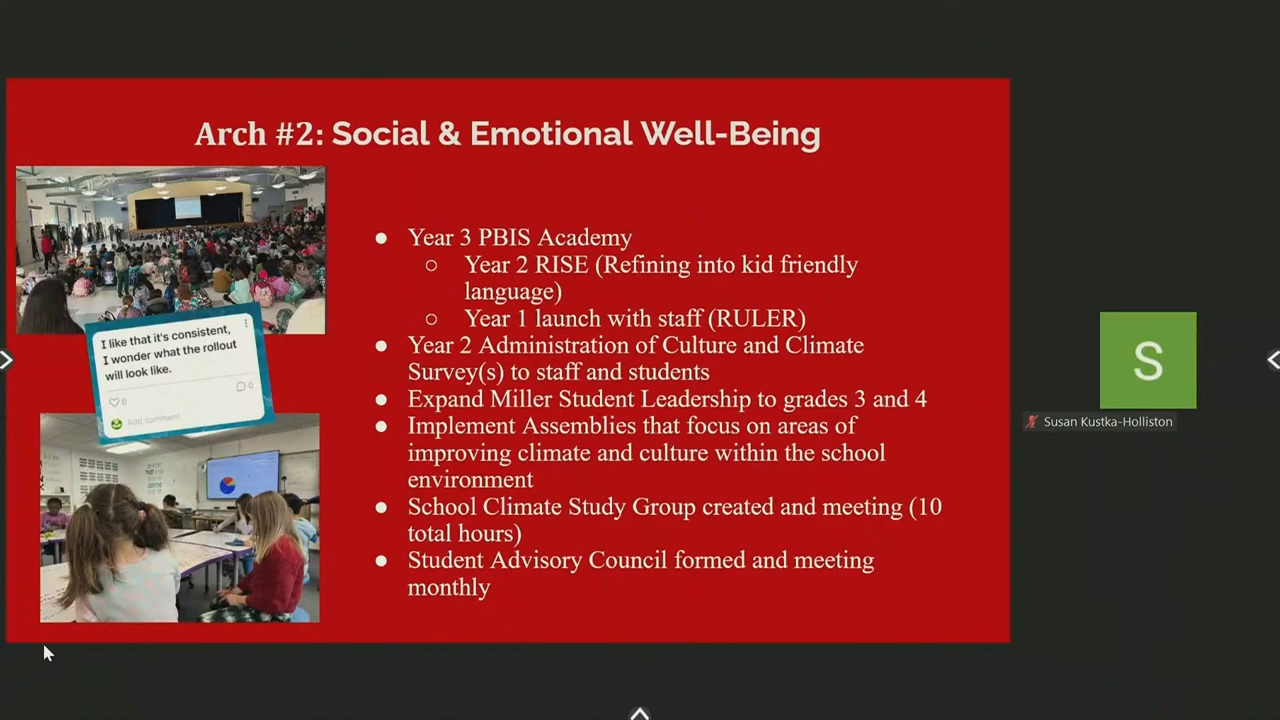 Arch #2: Social & Emotional Well-Being
I like that it's consistent,
I wonder what the rollout
will look like.
0
0
Add comment
● Year 3 PBIS Academy
○ Year 2 RISE (Refining into kid friendly
language)
○ Year 1 launch with staff (RULER)
● Year 2 Administration of Culture and Climate
Survey(s) to staff and students
● Expand Miller Student Leadership to grades 3 and 4
● Implement Assemblies that focus on areas of
improving climate and culture within the school
environment
● School Climate Study Group created and meeting (10
total hours)
● Student Advisory Council formed and meeting
monthly
S
Susan Kustka-Holliston